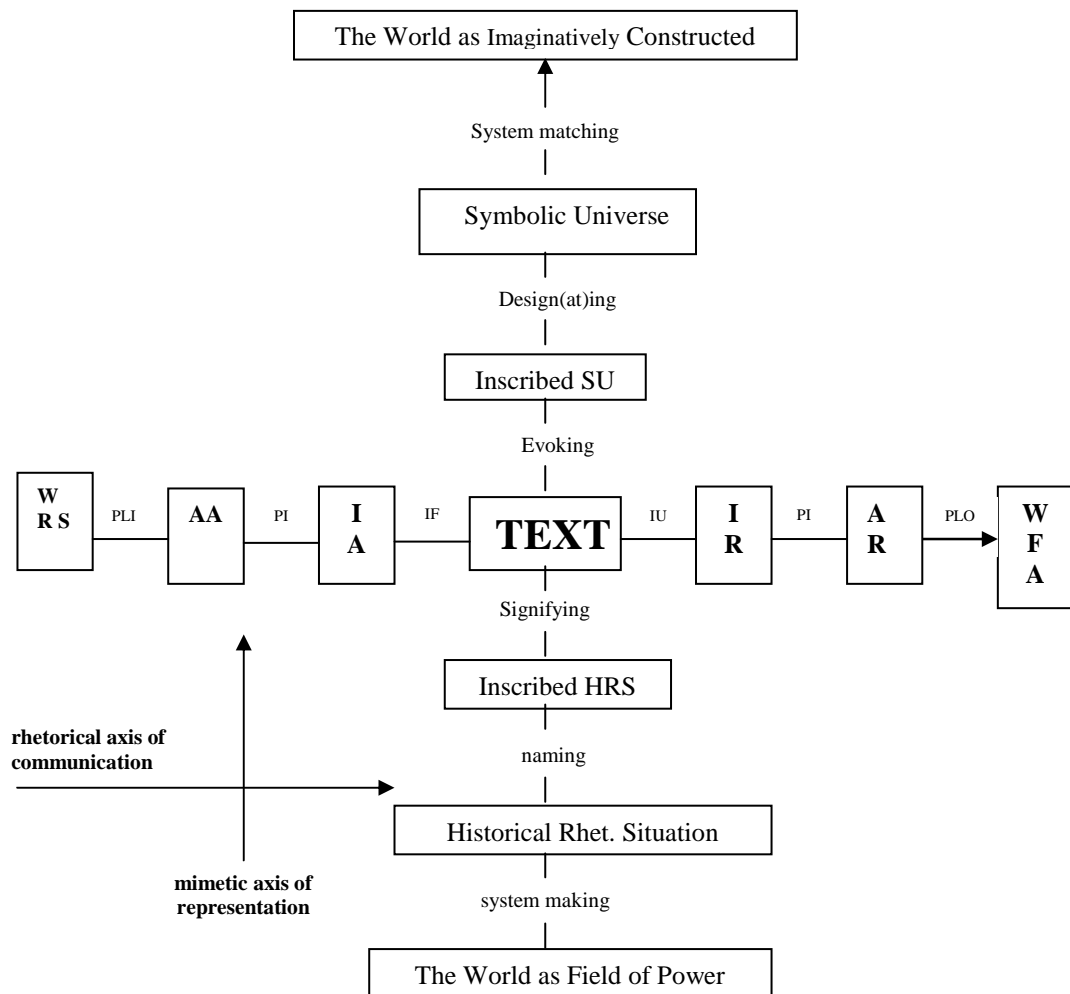 The World as Imaginatively Constructed
System matching
Symbolic Universe
Design(at)ing
Inscribed SU
Evoking
W
R S
PLI
AA
PI
I
A
IF
TEXT
IU
I
R
PI
A
R
PLO
W
F
A
Signifying
Inscribed HRS
rhetorical axis of
communication
naming
Historical Rhet. Situation
mimetic axis of
representation
system making
The World as Field of Power